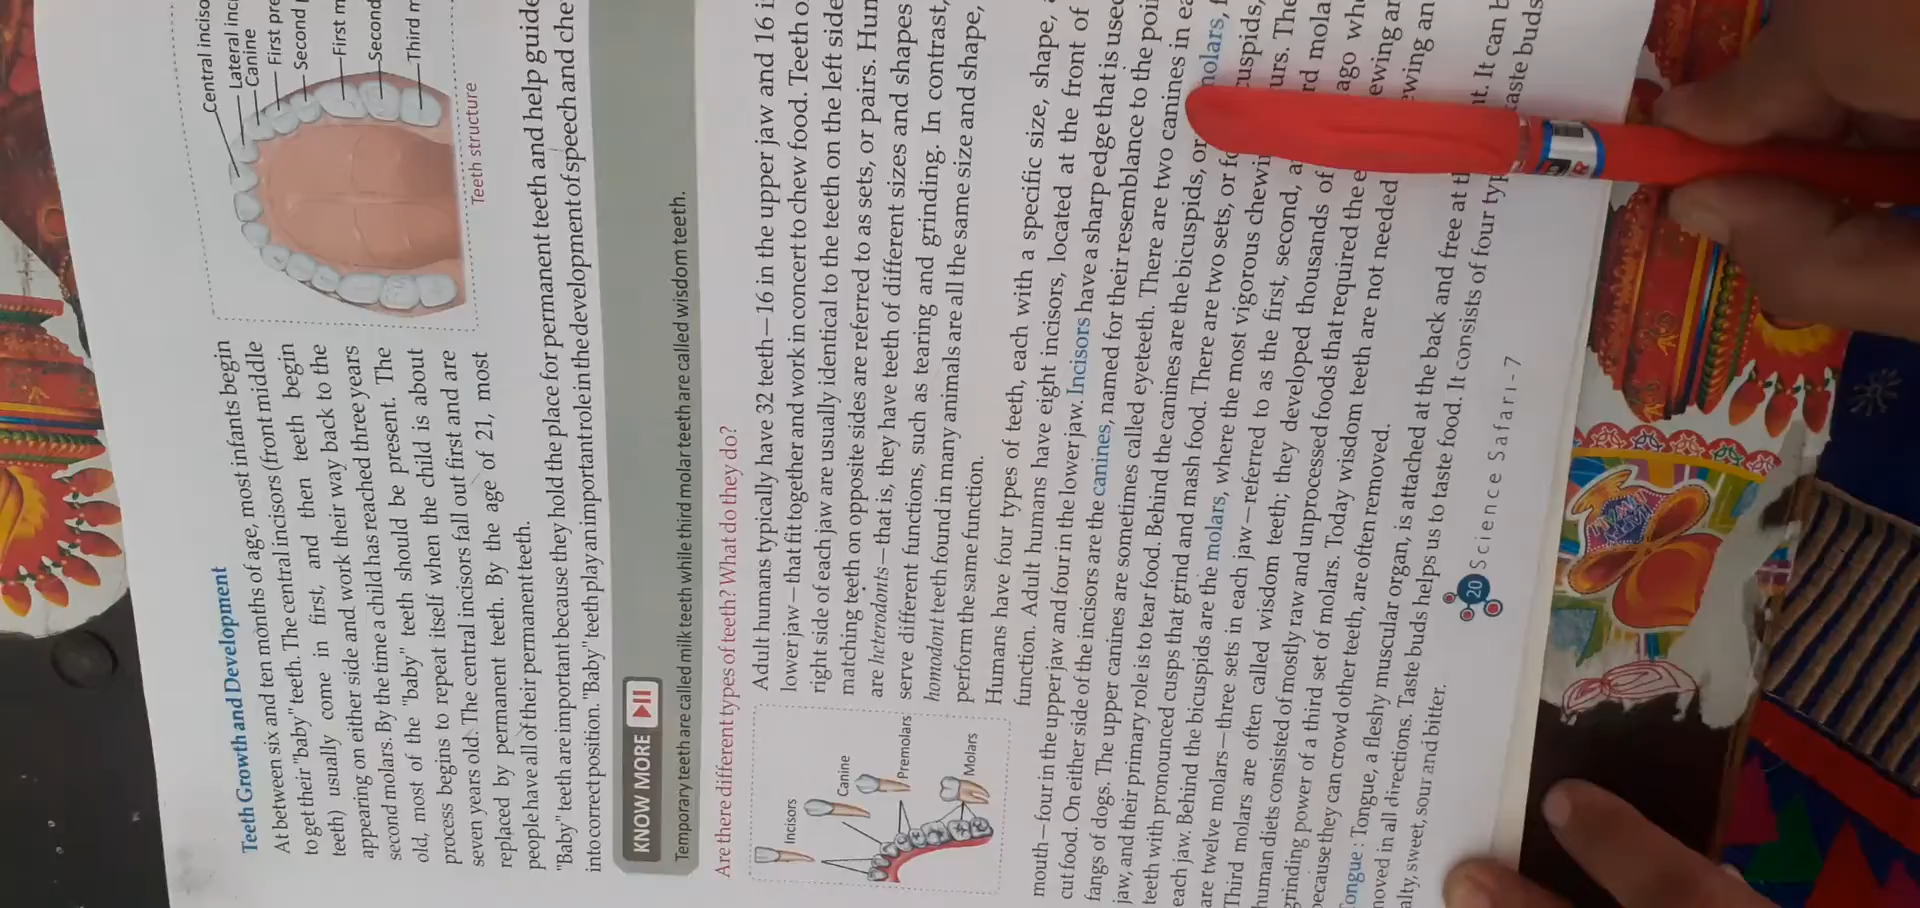 Teeth Growth and Development
At between six and ten months of age, most infants begin
to get their "baby" teeth. The central incisors (front middle
teeth) usually come in first, and then teeth begin
appearing on either side and work their way back to the
second molars. By the time a child has reached three years
old, most of the "baby" teeth should be present. The
process begins to repeat itself when the child is about
seven years old. The central incisors fall out first and are
replaced by permanent teeth. By the age of 21, most
people have all of their permanent teeth.
Central
Lateral
Canine
First
Second
First
Second
Third
Teeth structure
"Baby" teeth are important because they hold the place for permanent teeth and help guide
into correct position. "Baby" teeth play an important role in the development of speech and
KNOW MORE
Temporary teeth are called milk teeth while third molar teeth are called wisdom teeth.
Are there different types of teeth? What do they do?
Incisors
Canine
Premolars
Molars
Adult humans typically have 32 teeth—16 in the upper jaw and 16
lower jaw—that fit together and work in concert to chew food. Teeth
right side of each jaw are usually identical to the teeth on the left side
matching teeth on opposite sides are referred to as sets, or pairs.
are heterodonts—that is, they have teeth of different sizes and shapes
serve different functions, such as tearing and grinding. In contrast,
homodont teeth found in many animals are all the same size and shape,
perform the same function.
Humans have four types of teeth, each with a specific size, shape,
function. Adult humans have eight incisors, located at the front of
mouth—four in the upper jaw and four in the lower jaw. Incisors have a sharp edge that is used
cut food. On either side of the incisors are the canines, named for their resemblance to the
fangs of dogs. The upper canines are sometimes called eyeteeth. There are two canines in
jaw, and their primary role is to tear food. Behind the canines are the bicuspids, or
teeth with pronounced cusps that grind and mash food. There are two sets, or
each jaw. Behind the bicuspids are the molars, where the most vigorous
are twelve molars—three sets in each jaw—referred to as the first, second,
Third molars are often called wisdom teeth; they developed thousands of ago
human diets consisted of mostly raw and unprocessed foods that required
grinding power of a third set of molars. Today wisdom teeth are not needed
because they can crowd other teeth, are often removed.
Tongue : Tongue, a fleshy muscular organ, is attached at the back and free at It can
moved in all directions. Taste buds helps us to taste food. It consists of four taste buds
salty, sweet, sour and bitter.
20 Science Safari-7